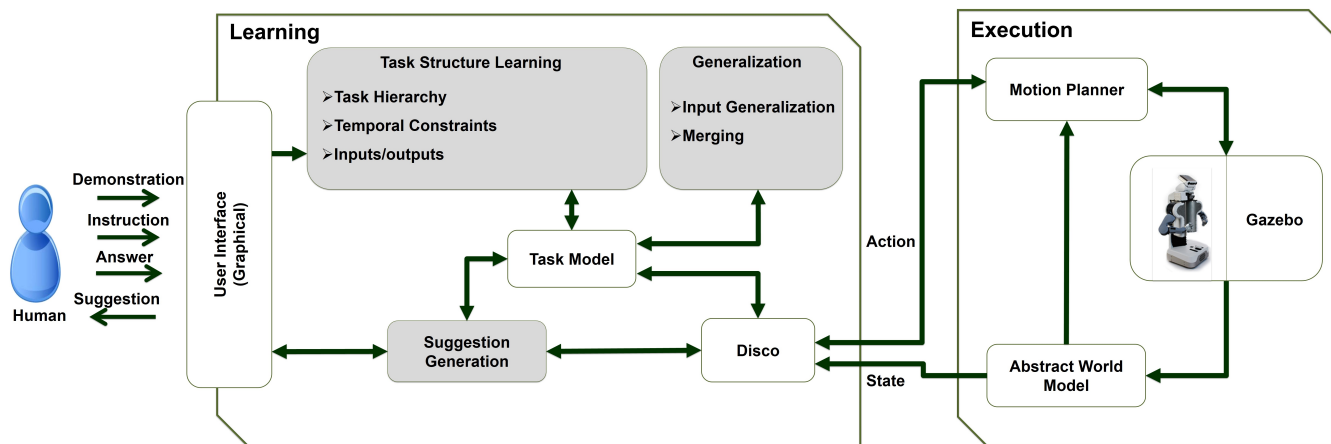 Learning
Task Structure Learning
➢Task Hierarchy
➢Temporal Constraints
➢Inputs/outputs
Generalization
➢Input Generalization
➢Merging
Demonstration
Instruction
Answer
Suggestion
Human
User Interface
(Graphical)
Task Model
Suggestion
Generation
Disco
Action
State
Execution
Motion Planner
Gazebo
Abstract World
Model